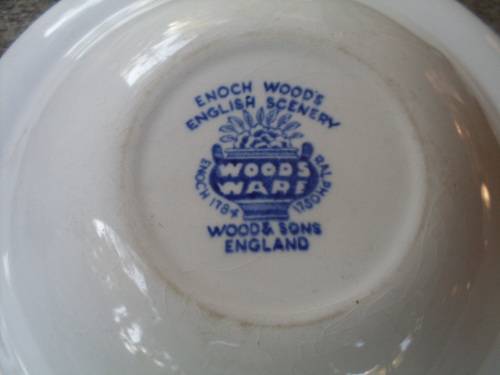 ENOCH WOOD'S
ENGLISH SCENERY
WOODS
WARE
ENOCH 1784
RALPH 1750
WOOD & SONS
ENGLAND